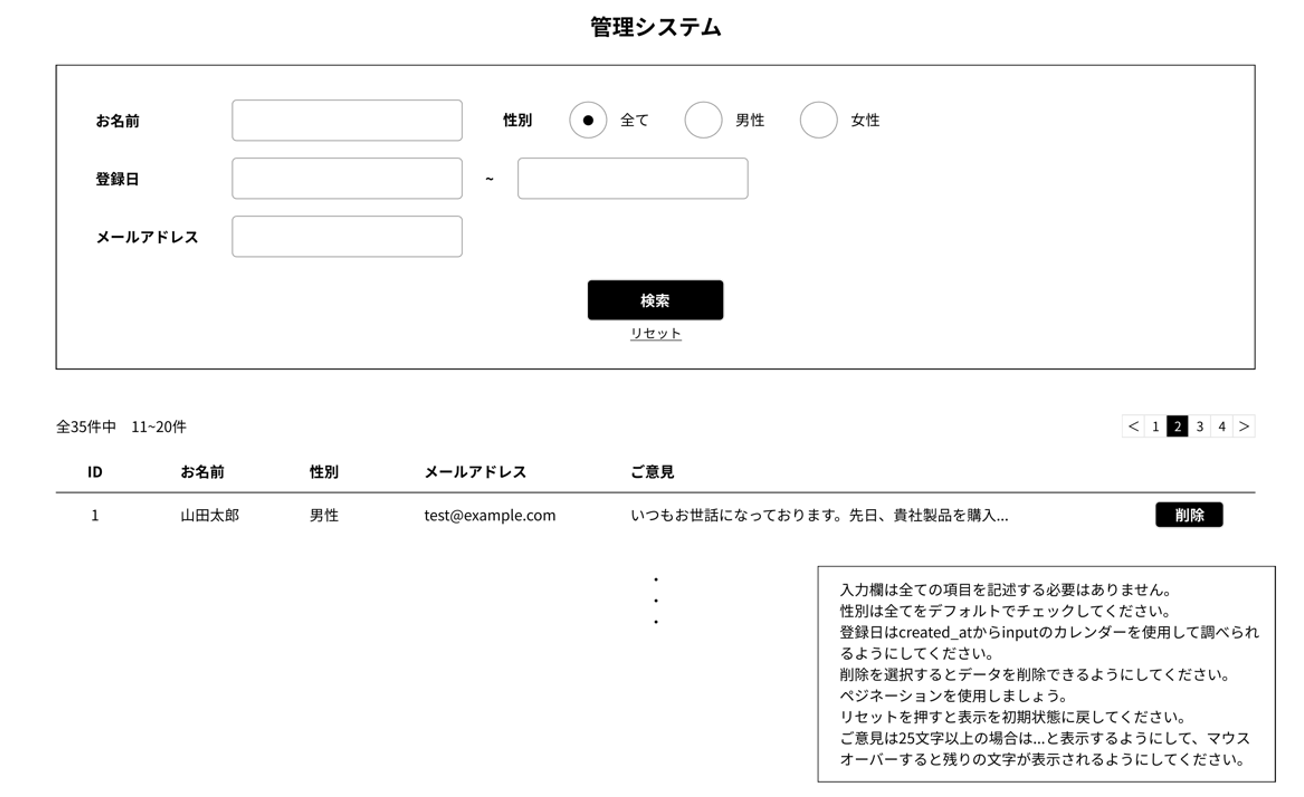 管理システム
お名前 性別 全て 男性 女性
登録日 ~
メールアドレス
検索
リセット
全35件中 11~20件 < 1 2 3 4 >
ID お名前 性別 メールアドレス ご意見
1 山田太郎 男性 test@example.com いつもお世話になっております。先日、貴社製品を購入... 削除
入力欄は全ての項目を記述する必要はありません。
性別は全てをデフォルトでチェックしてください。
登録日はcreated_atからinputのカレンダーを使用して調べられ
るようにしてください。
削除を選択するとデータを削除できるようにしてください。
ペジネーションを使用しましょう。
リセットを押すと表示を初期状態に戻してください。
ご意見は25文字以上の場合は...と表示するようにして、マウス
オーバーすると残りの文字が表示されるようにしてください。